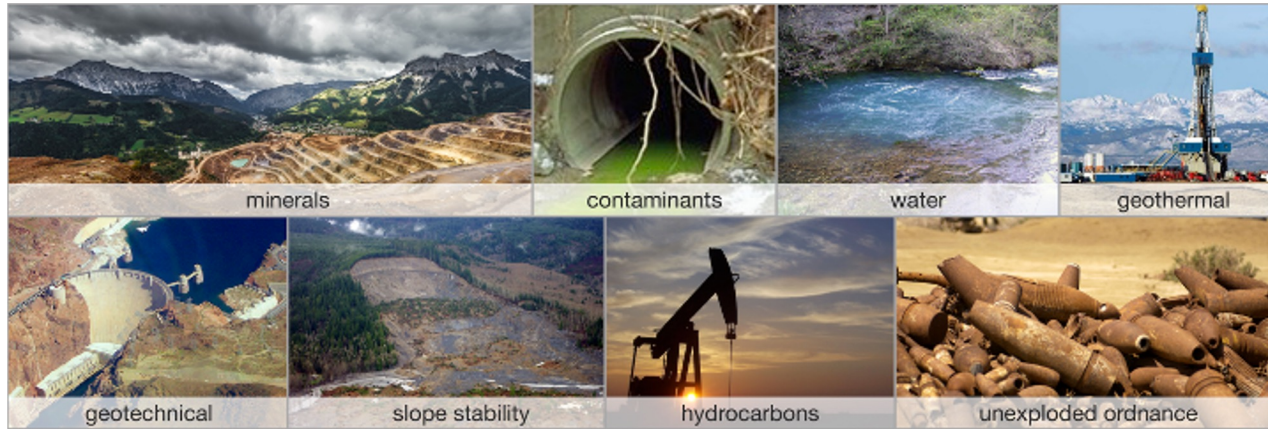 minerals
contaminants
water
geothermal
geotechnical
slope stability
hydrocarbons
unexploded ordnance